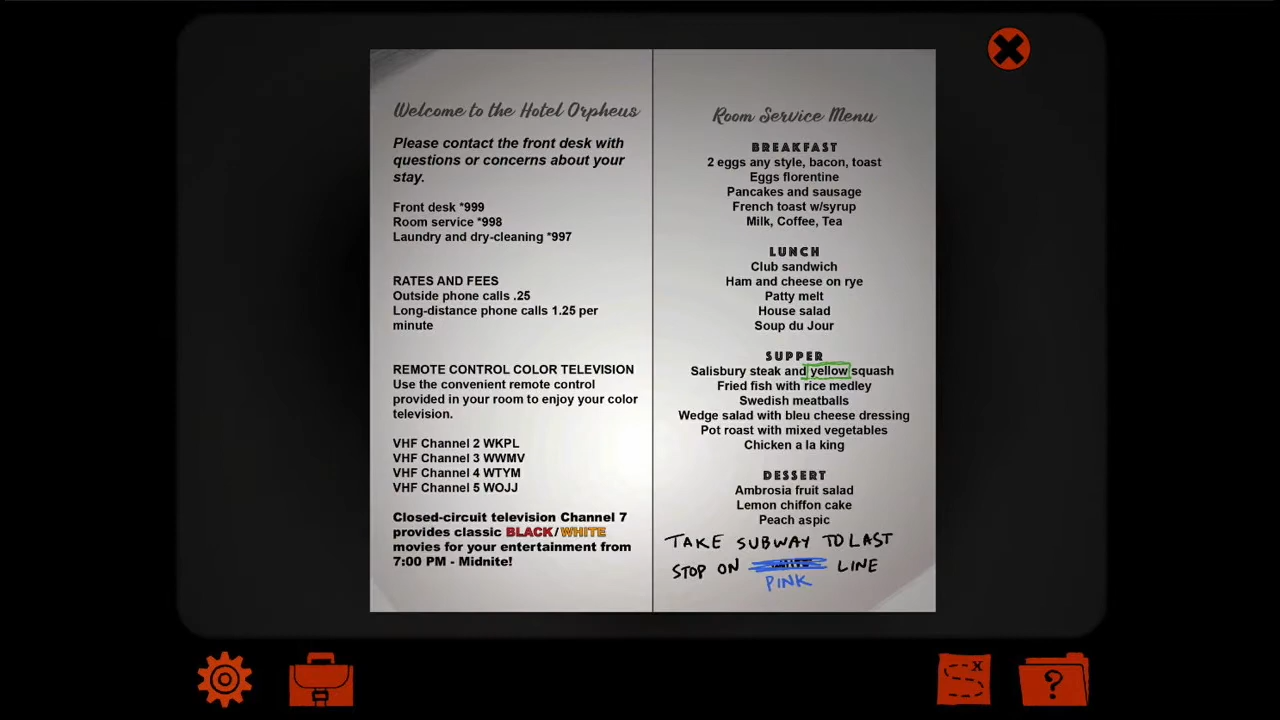 Welcome to the Hotel Orpheus
Please contact the front desk with
questions or concerns about your
stay.
Front desk *999
Room service *998
Laundry and dry-cleaning *997
RATES AND FEES
Outside phone calls .25
Long-distance phone calls 1.25 per
minute
REMOTE CONTROL COLOR TELEVISION
Use the convenient remote control
provided in your room to enjoy your color
television.
VHF Channel 2 WKPL
VHF Channel 3 WWMV
VHF Channel 4 WTYM
VHF Channel 5 WOJJ
Closed-circuit television Channel 7
provides classic BLACK/WHITE
movies for your entertainment from
7:00 PM - Midnite!
Room Service Menu
BREAKFAST
2 eggs any style, bacon, toast
Eggs florentine
Pancakes and sausage
French toast w/syrup
Milk, Coffee, Tea
LUNCH
Club sandwich
Ham and cheese on rye
Patty melt
House salad
Soup du Jour
SUPPER
Salisbury steak and yellow squash
Fried fish with rice medley
Swedish meatballs
Wedge salad with bleu cheese dressing
Pot roast with mixed vegetables
Chicken a la king
DESSERT
Ambrosia fruit salad
Lemon chiffon cake
Peach aspic
TAKE SUBWAY TO LAST
STOP ON LINE
PINK
X
?